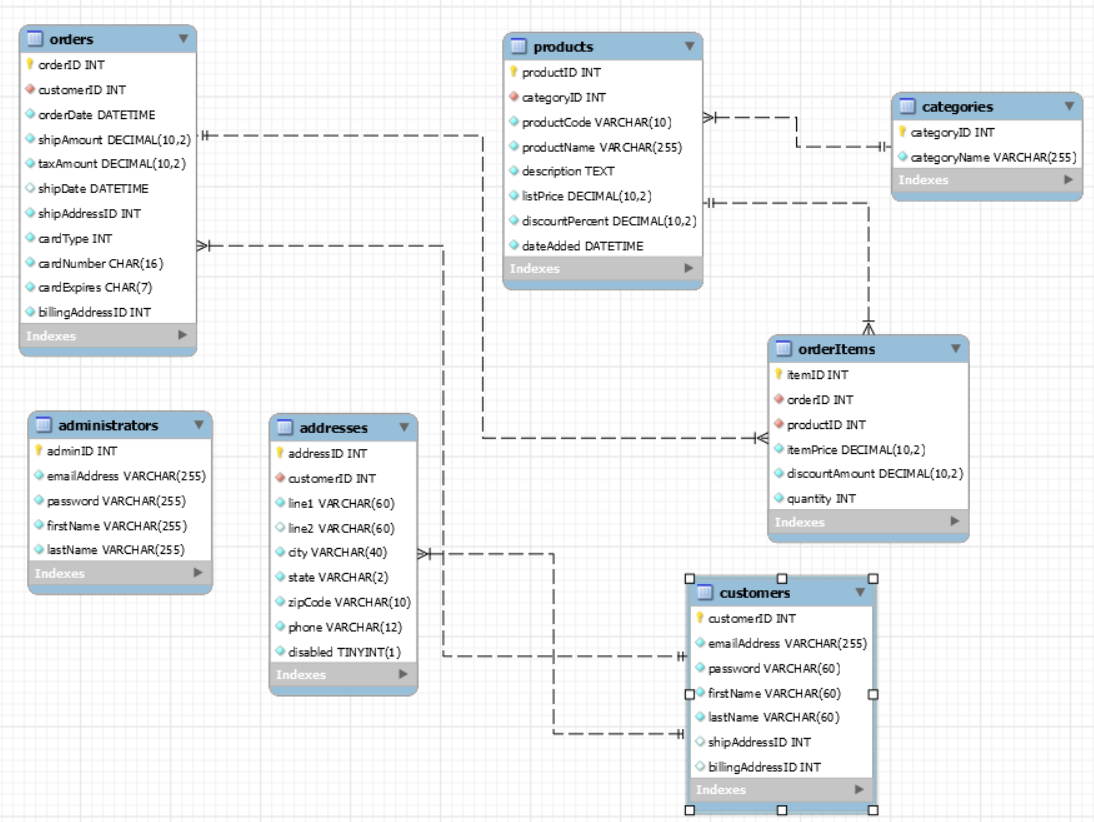 orders
orderID INT
customerID INT
orderDate DATETIME
shipAmount DECIMAL(10,2)
taxAmount DECIMAL(10,2)
shipDate DATETIME
shipAddressID INT
cardType INT
cardNumber CHAR(16)
cardExpires CHAR(7)
billingAddressID INT
Indexes
products
productID INT
categoryID INT
productCode VARCHAR(10)
productName VARCHAR(255)
description TEXT
listPrice DECIMAL(10,2)
discountPercent DECIMAL(10,2)
dateAdded DATETIME
Indexes
categories
categoryID INT
categoryName VARCHAR(255)
Indexes
orderItems
itemID INT
orderID INT
productID INT
itemPrice DECIMAL(10,2)
discountAmount DECIMAL(10,2)
quantity INT
Indexes
administrators
adminID INT
emailAddress VARCHAR(255)
password VARCHAR(255)
firstName VARCHAR(255)
lastName VARCHAR(255)
Indexes
addresses
addressID INT
customerID INT
line1 VARCHAR(60)
line2 VARCHAR(60)
city VARCHAR(40)
state VARCHAR(2)
zipCode VARCHAR(10)
phone VARCHAR(12)
disabled TINYINT(1)
Indexes
customers
customerID INT
emailAddress VARCHAR(255)
password VARCHAR(60)
firstName VARCHAR(60)
lastName VARCHAR(60)
shipAddressID INT
billingAddressID INT
Indexes